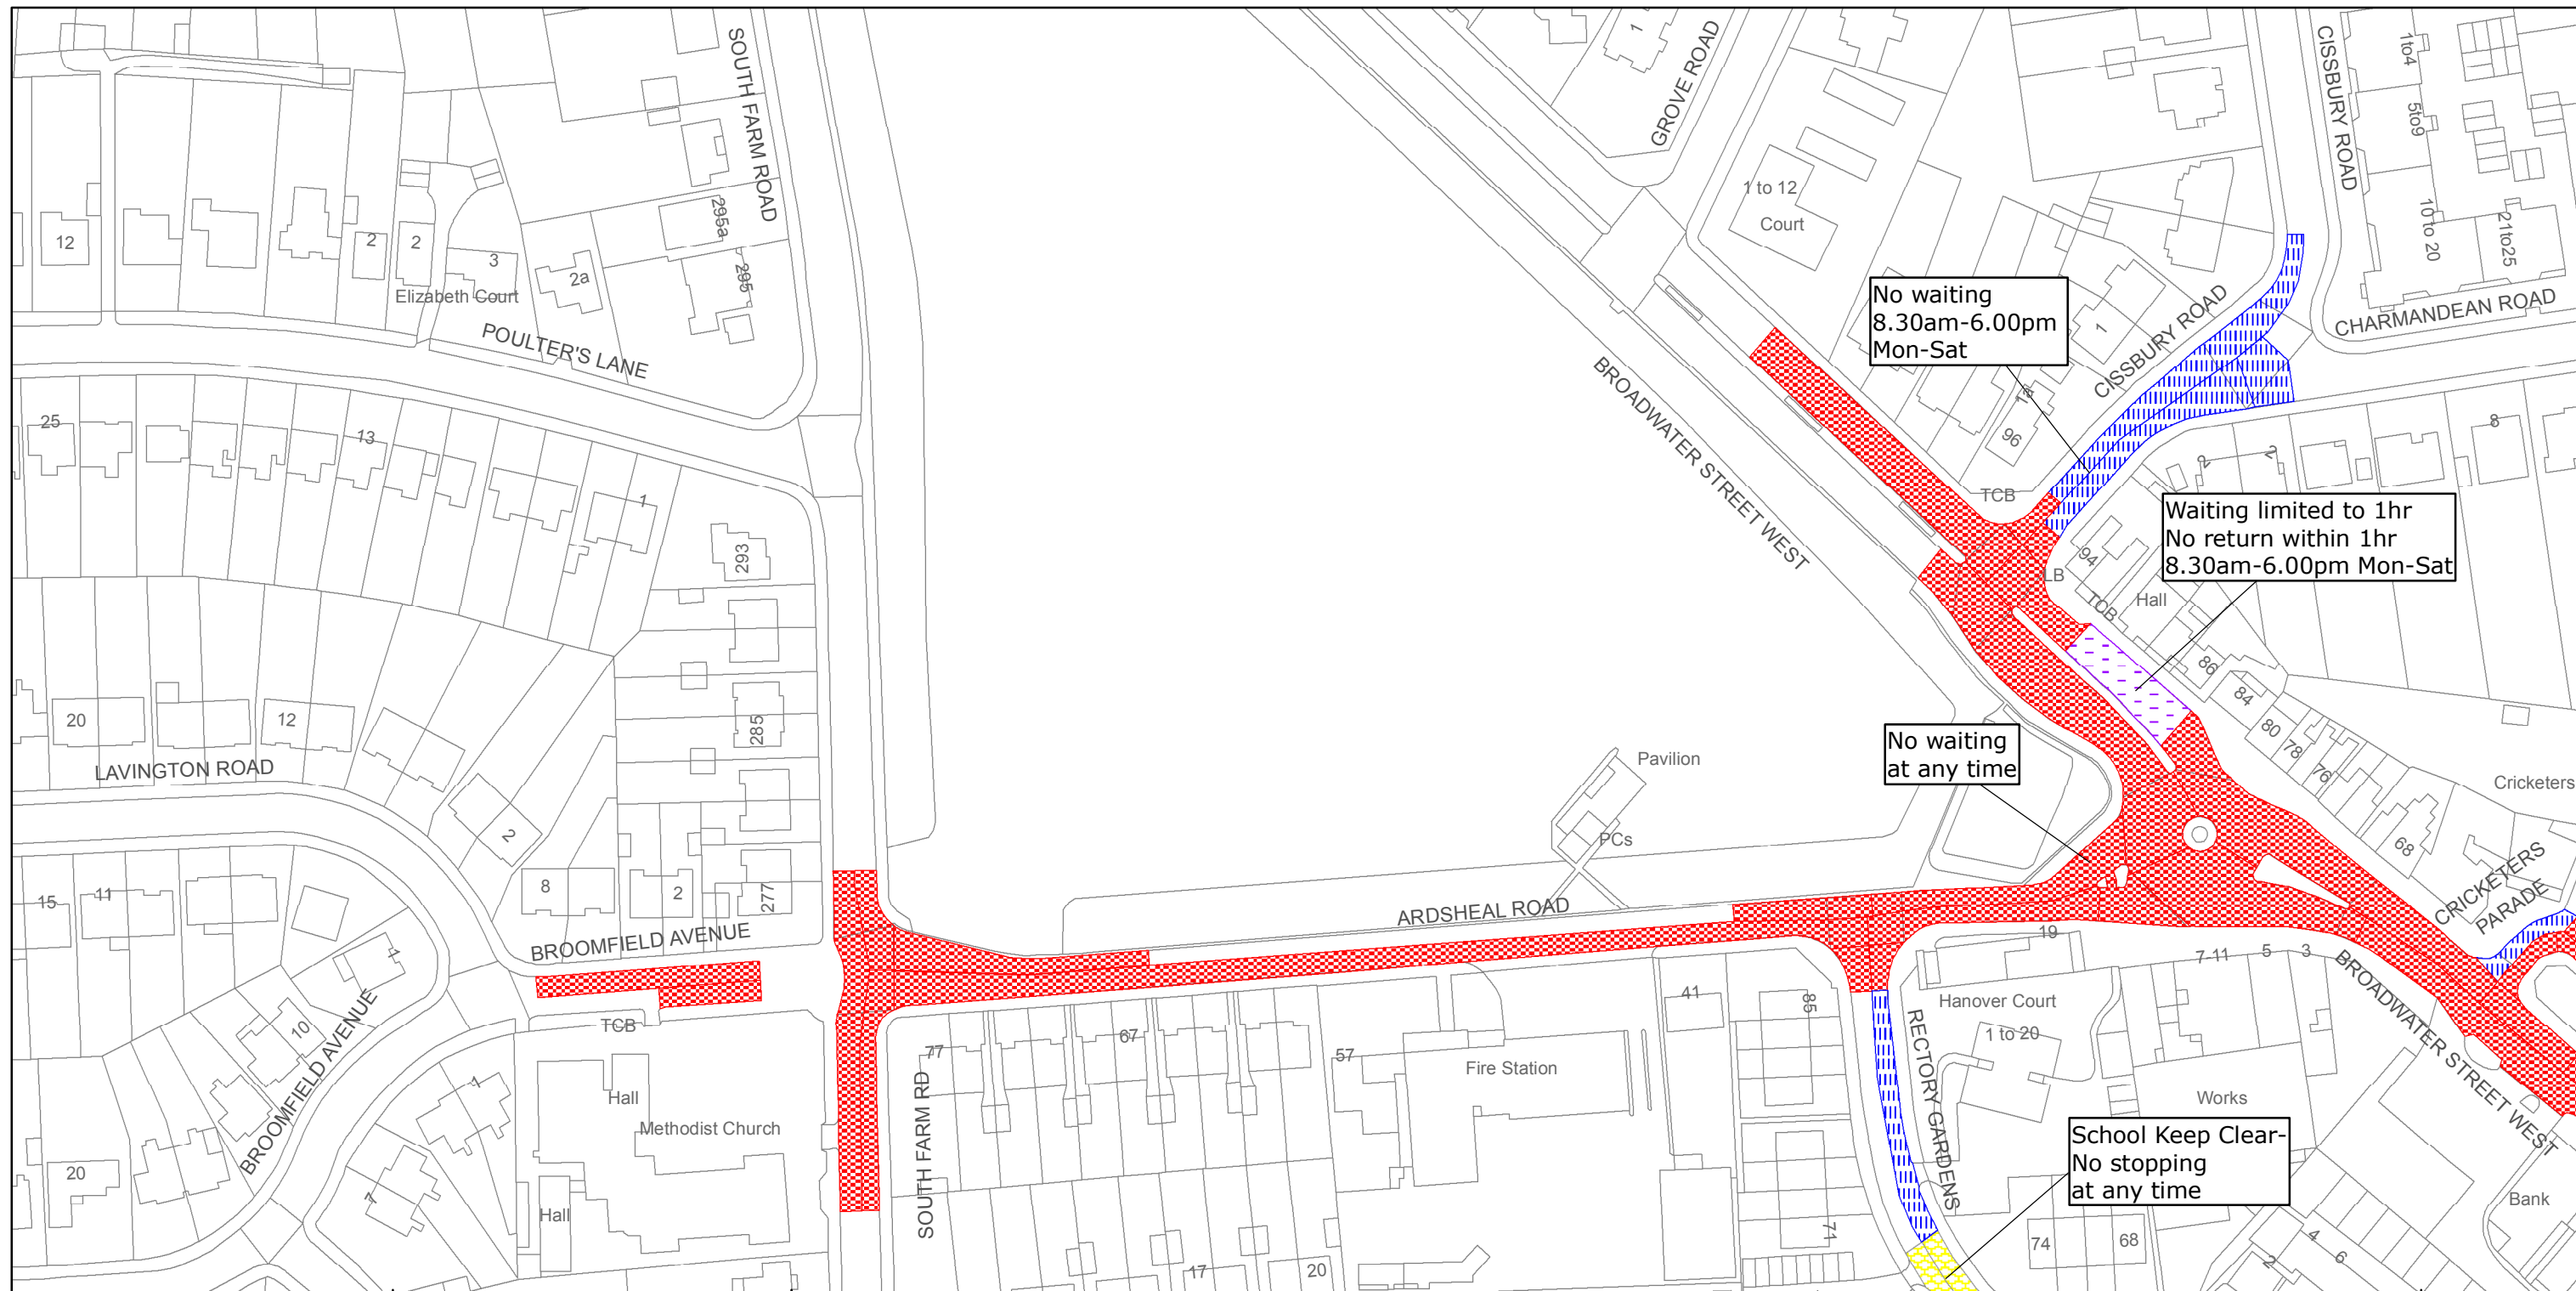 SOUTH FARM ROAD
GROVE ROAD
1
CISSBURY ROAD
1to4
5to9
10to 20
21to25
1 to 12
Court
12
2
2
3
Elizabeth Court
2a
295a
295
POULTER'S LANE
No waiting
8.30am-6.00pm
Mon-Sat
1
CISSBURY ROAD
CHARMANDEAN ROAD
BROADWATER STREET WEST
1a
96
TCB
25
13
1
293
2
2
8
Waiting limited to 1hr
No return within 1hr
8.30am-6.00pm Mon-Sat
94
LB
TCB
Hall
86
84
80
78
76
68
Cricketers
20
12
285
LAVINGTON ROAD
No waiting
at any time
Pavilion
PCs
2
8
2
277
15
11
1
BROOMFIELD AVENUE
ARDSHEAL ROAD
CRICKETERS
PARADE
19
7-11
5
3
BROADWATER STREET WEST
10
BROOMFIELD AVENUE
TCB
1
7
20
Hall
Methodist Church
Hall
SOUTH FARM RD
77
67
57
Fire Station
41
85
71
17
20
RECTORY GARDENS
Hanover Court
1 to 20
Works
School Keep Clear-
No stopping
at any time
74
68
2
4
6
Bank